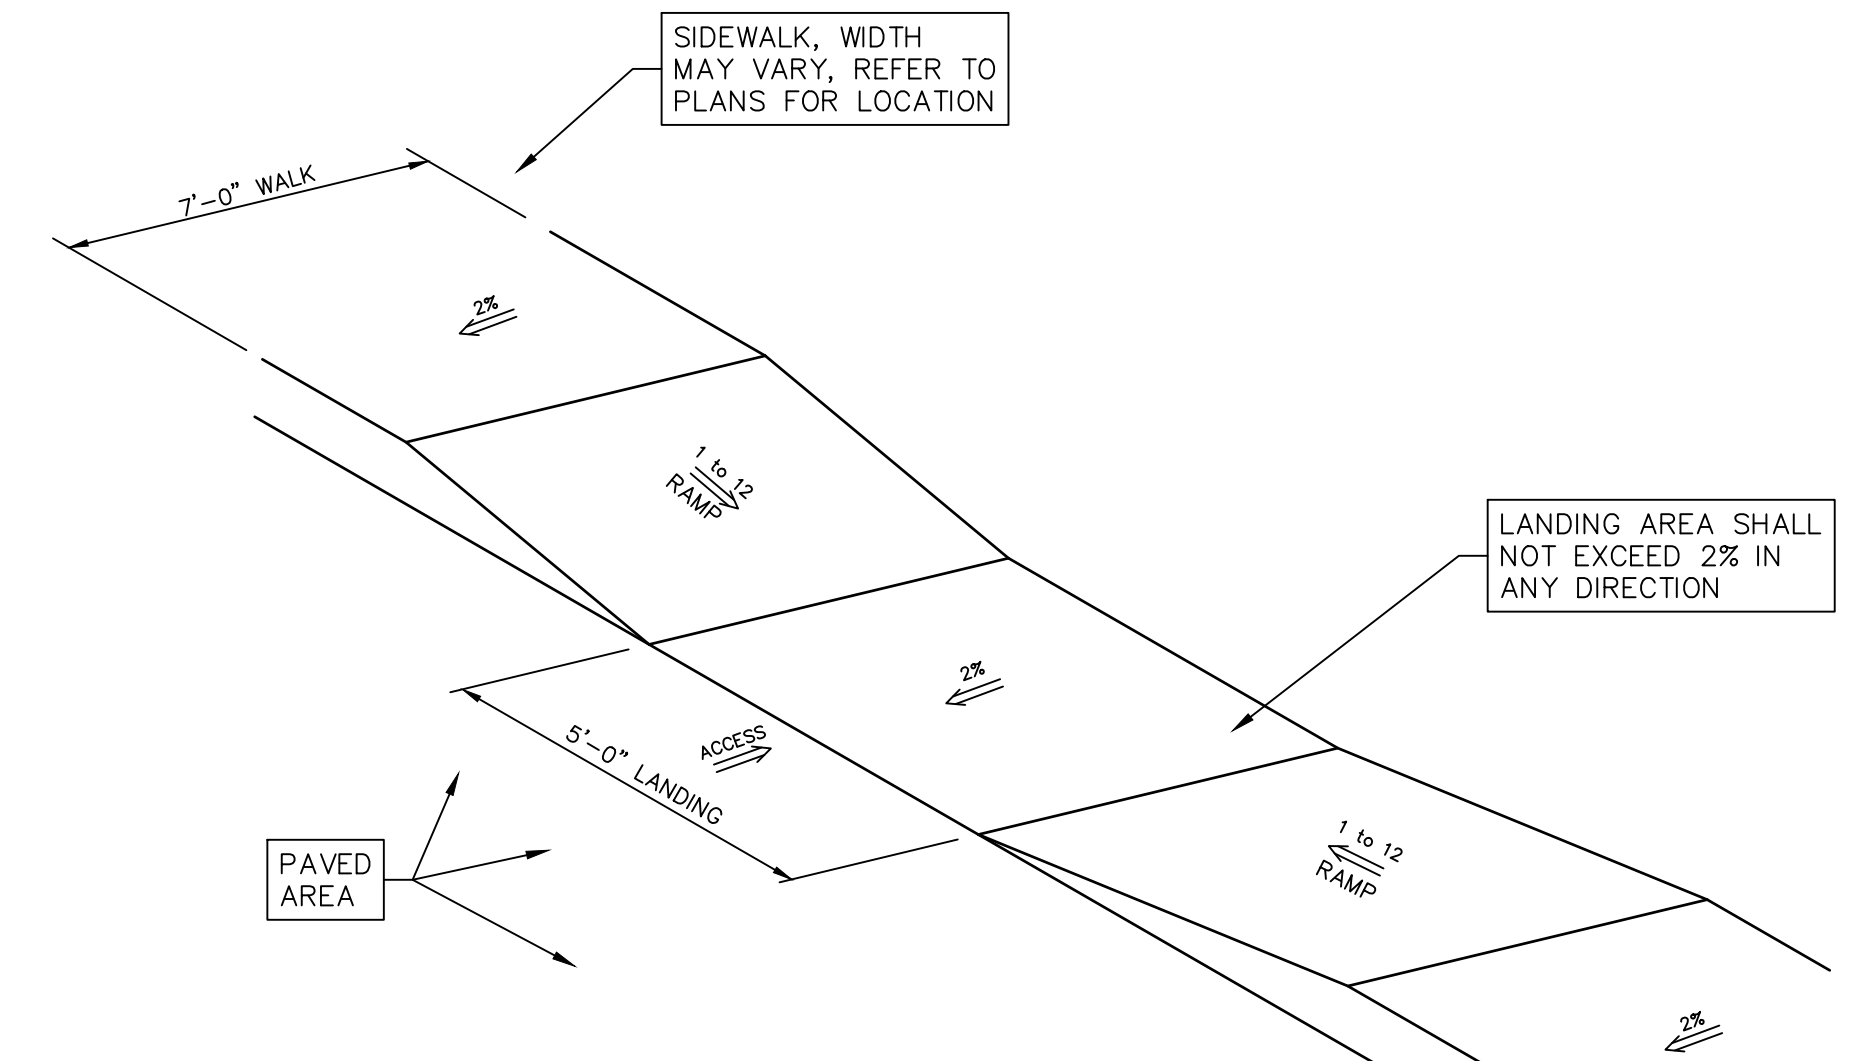 SIDEWALK, WIDTH
MAY VARY, REFER TO
PLANS FOR LOCATION
7'-0" WALK
2%
1 to 12
RAMP
LANDING AREA SHALL
NOT EXCEED 2% IN
ANY DIRECTION
2%
ACCESS
5'-0" LANDING
1 to 12
RAMP
PAVED
AREA
2%